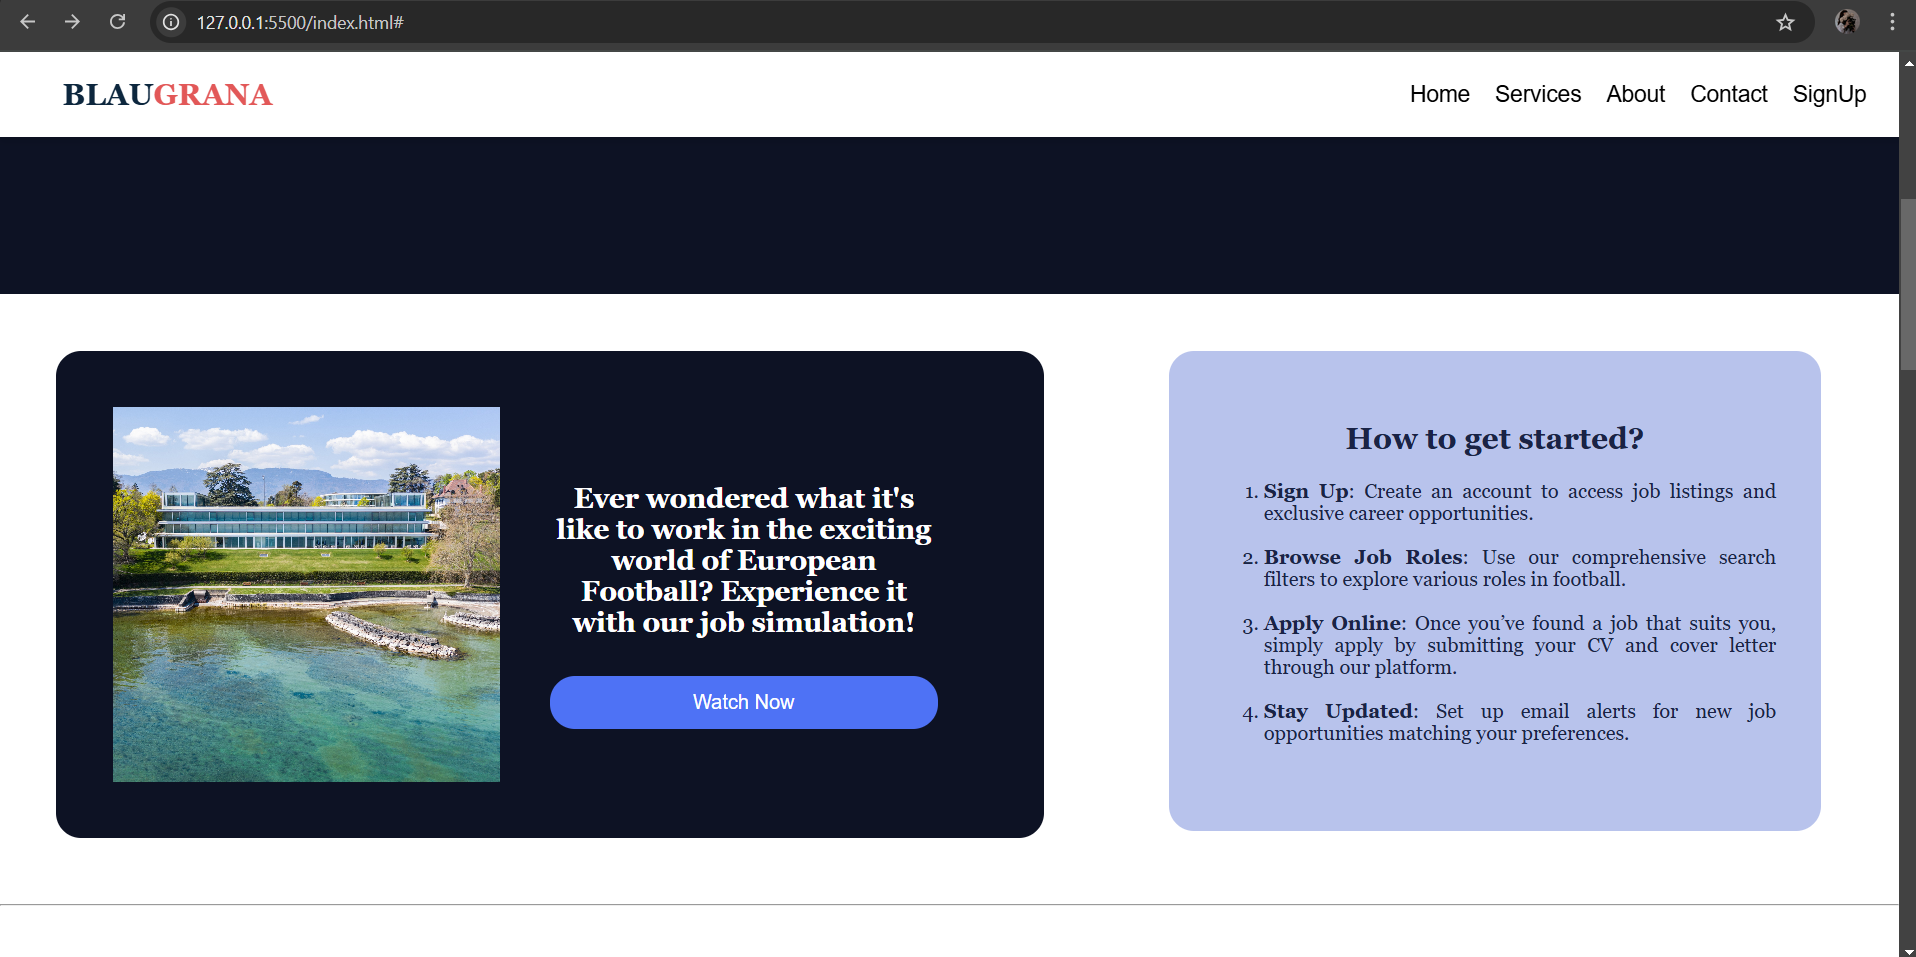 127.0.0.1:5500/index.html#
BLAUGRANA
Home Services About Contact SignUp
Ever wondered what it's
like to work in the exciting
world of European
Football? Experience it
with our job simulation!
Watch Now
How to get started?
1. Sign Up: Create an account to access job listings and
exclusive career opportunities.
2. Browse Job Roles: Use our comprehensive search
filters to explore various roles in football.
3. Apply Online: Once you’ve found a job that suits you,
simply apply by submitting your CV and cover letter
through our platform.
4. Stay Updated: Set up email alerts for new job
opportunities matching your preferences.